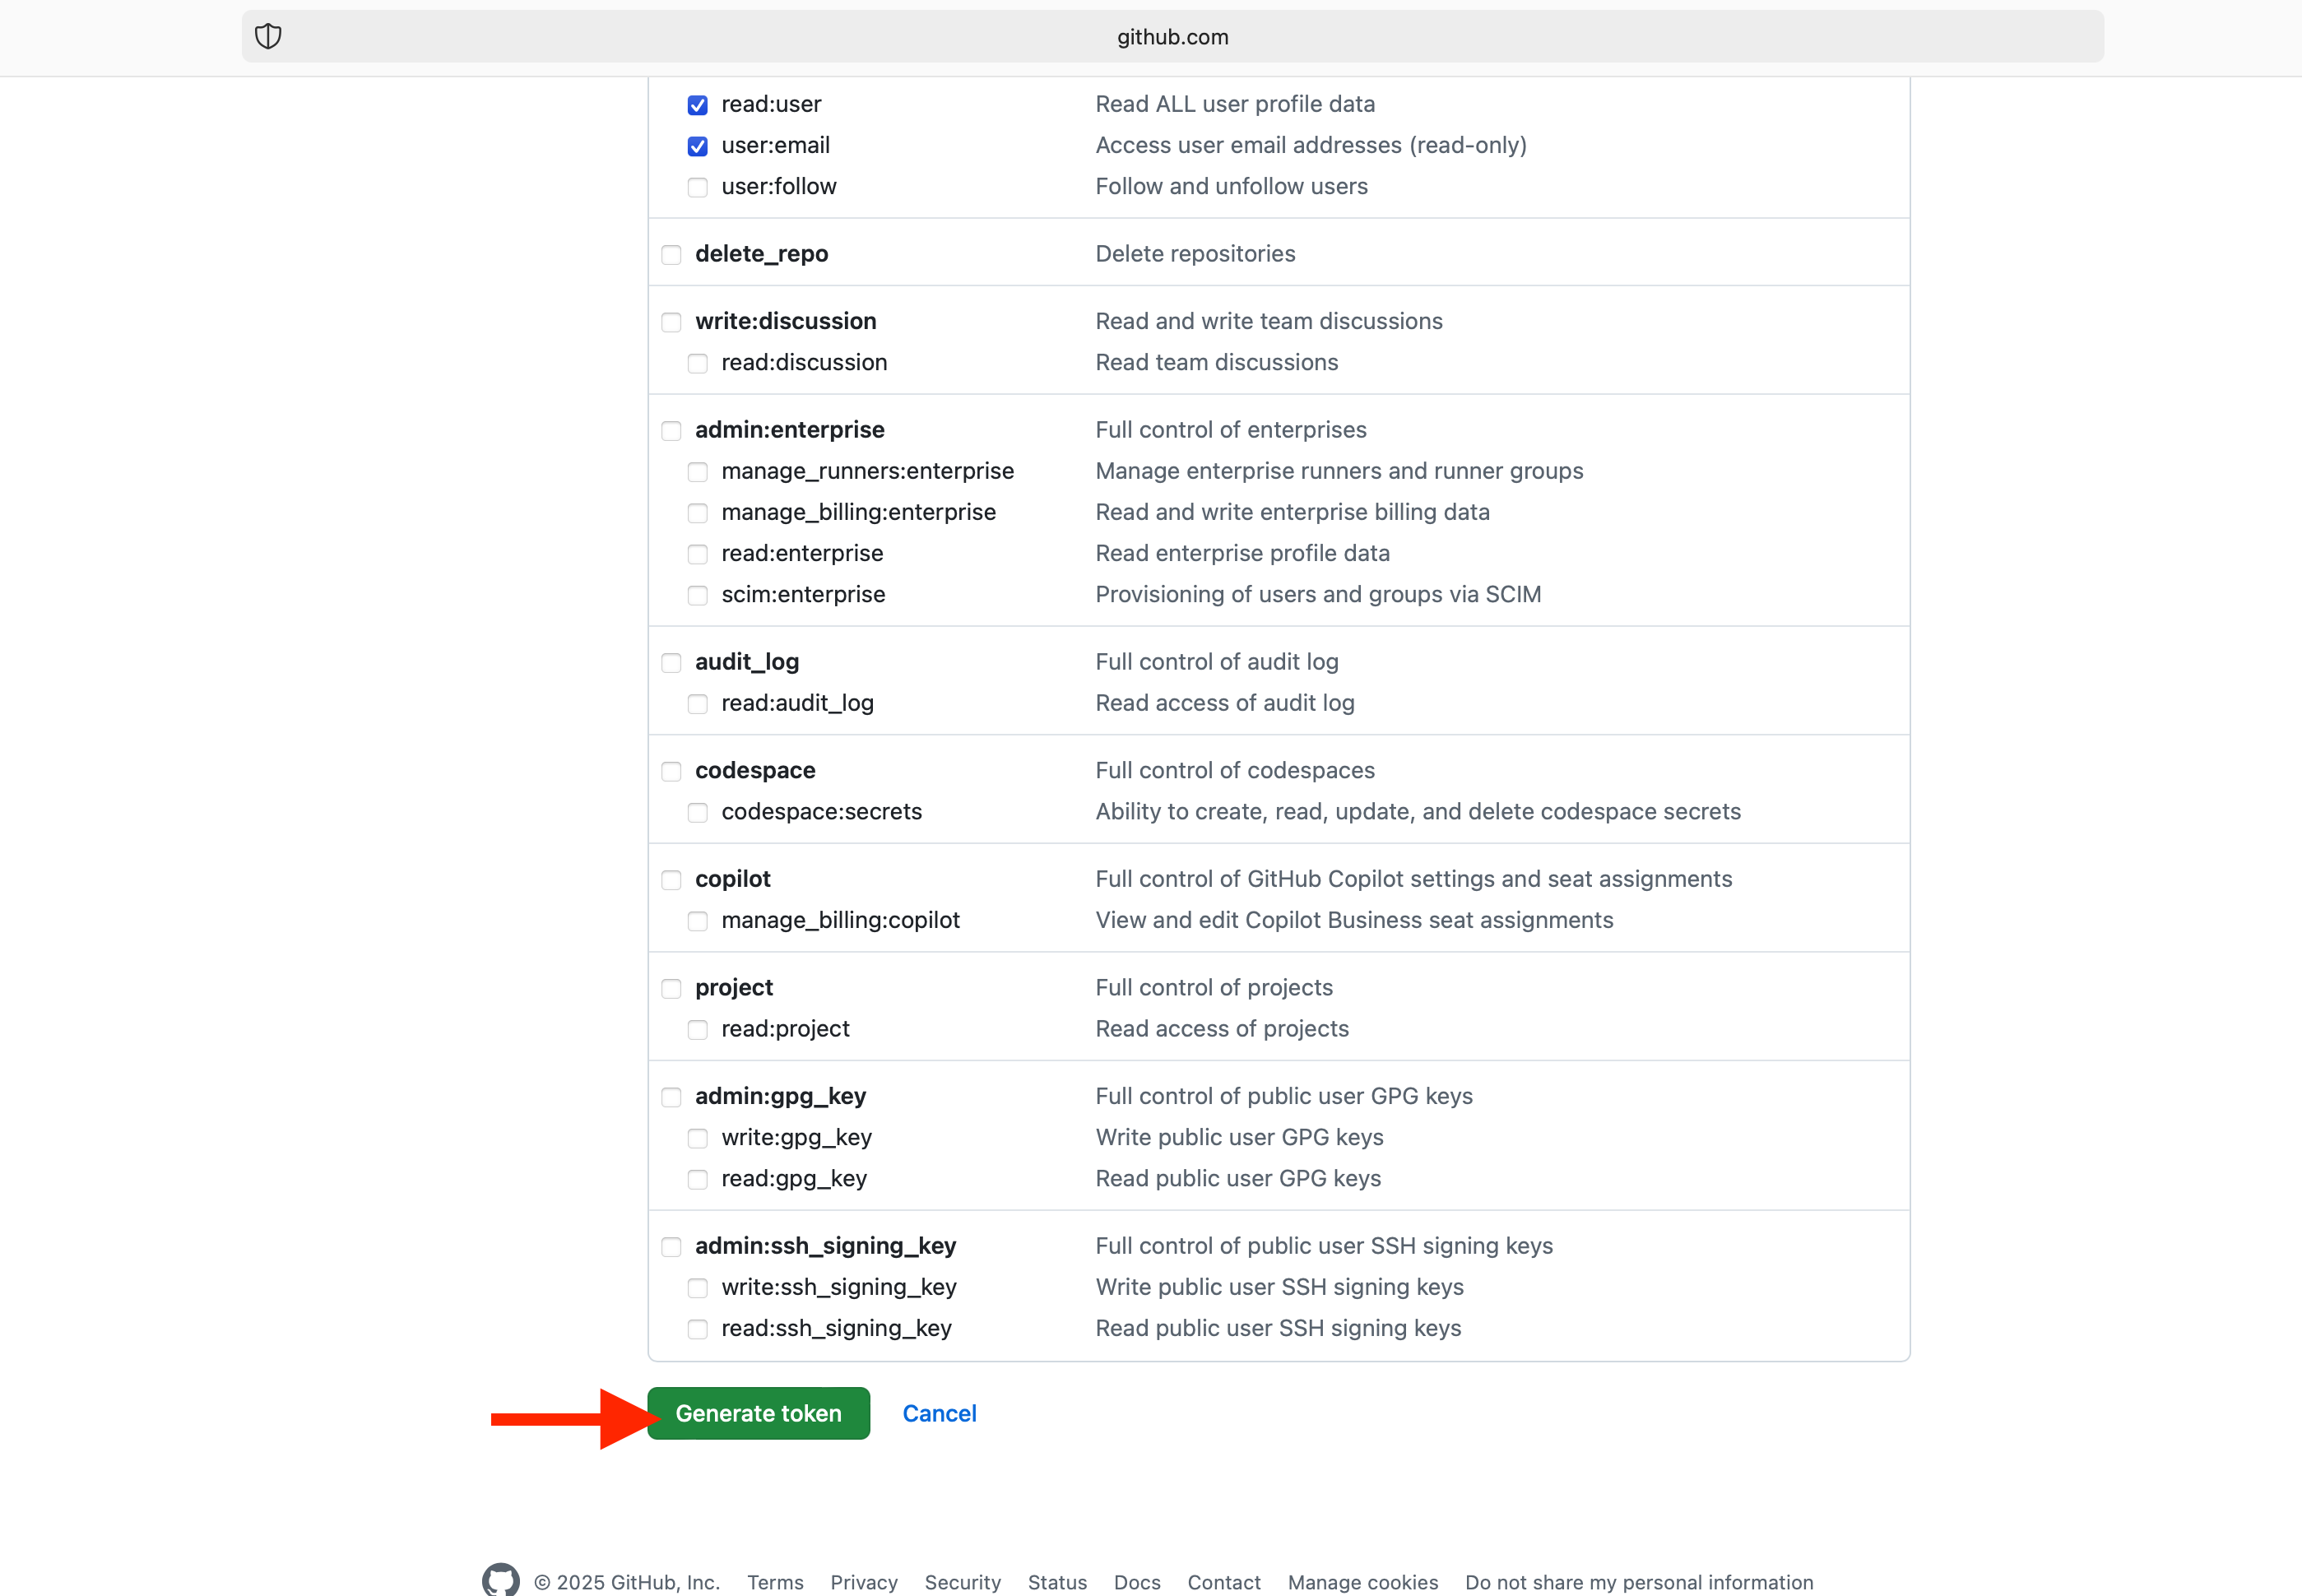 github.com
read:user Read ALL user profile data
user:email Access user email addresses (read-only)
user:follow Follow and unfollow users
delete_repo Delete repositories
write:discussion Read and write team discussions
read:discussion Read team discussions
admin:enterprise Full control of enterprises
manage_runners:enterprise Manage enterprise runners and runner groups
manage_billing:enterprise Read and write enterprise billing data
read:enterprise Read enterprise profile data
scim:enterprise Provisioning of users and groups via SCIM
audit_log Full control of audit log
read:audit_log Read access of audit log
codespace Full control of codespaces
codespace:secrets Ability to create, read, update, and delete codespace secrets
copilot Full control of GitHub Copilot settings and seat assignments
manage_billing:copilot View and edit Copilot Business seat assignments
project Full control of projects
read:project Read access of projects
admin:gpg_key Full control of public user GPG keys
write:gpg_key Write public user GPG keys
read:gpg_key Read public user GPG keys
admin:ssh_signing_key Full control of public user SSH signing keys
write:ssh_signing_key Write public user SSH signing keys
read:ssh_signing_key Read public user SSH signing keys
Generate token Cancel
© 2025 GitHub, Inc. Terms Privacy Security Status Docs Contact Manage cookies Do not share my personal information